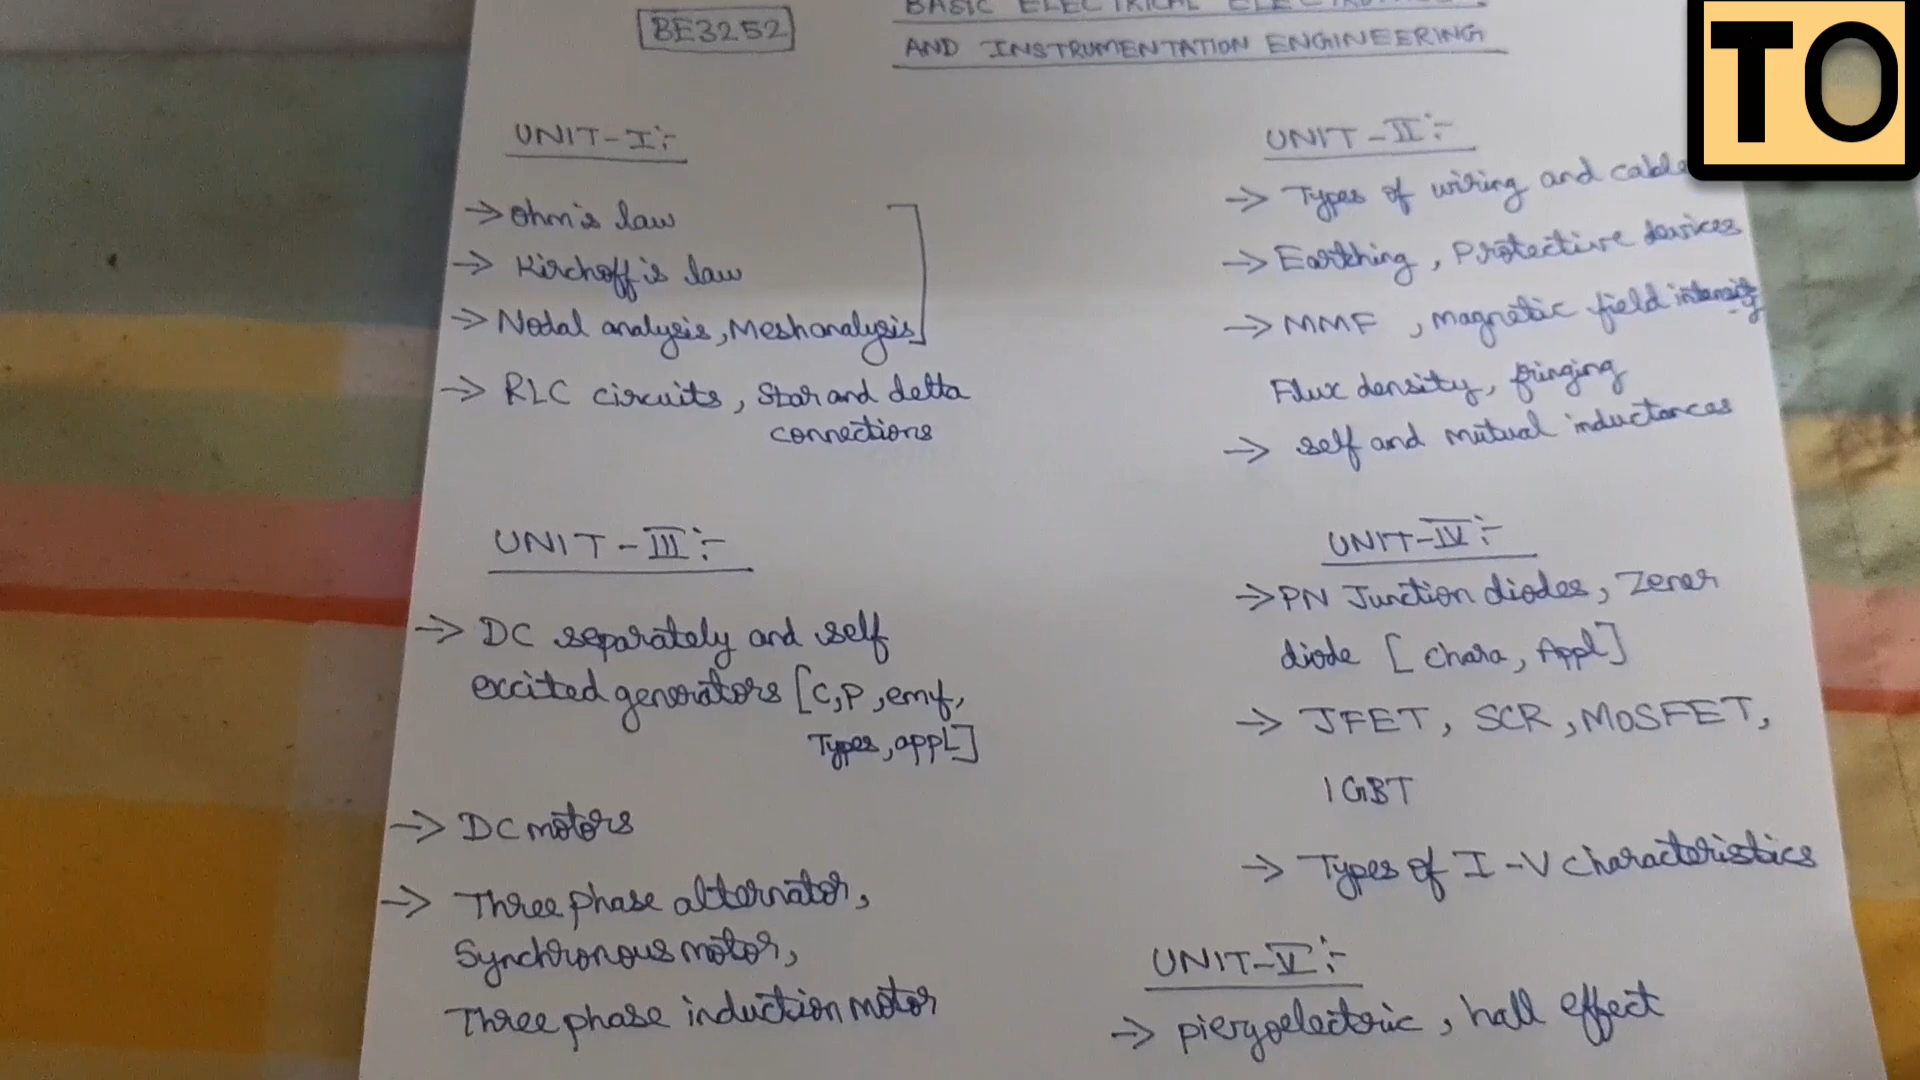 BE3252
BASIC ELECTRICAL ELECTRONICS
AND INSTRUMENTATION ENGINEERING
TO
UNIT-I:-
→ Ohm's law
→ Kirchoff's law
→ Nodal analysis, Mesh analysis
→ RLC circuits, Star and delta
connections
UNIT-II:-
→ Types of wiring and cable
→ Earthing, Protective devices
→ MMF, Magnetic field intensity
Flux density, fringing
→ self and mutual inductances
UNIT-III:-
→ DC separately and self
excited generators [C,P, emf,
Types, appl]
→ DC motors
→ Three phase alternator,
Synchronous motor,
Three phase induction motor
UNIT-IV:-
→ PN Junction diodes, Zener
diode [chara, Appl]
→ JFET, SCR, MOSFET,
IGBT
→ Types of I-V characteristics
UNIT-V:-
→ piezoelectric, hall effect